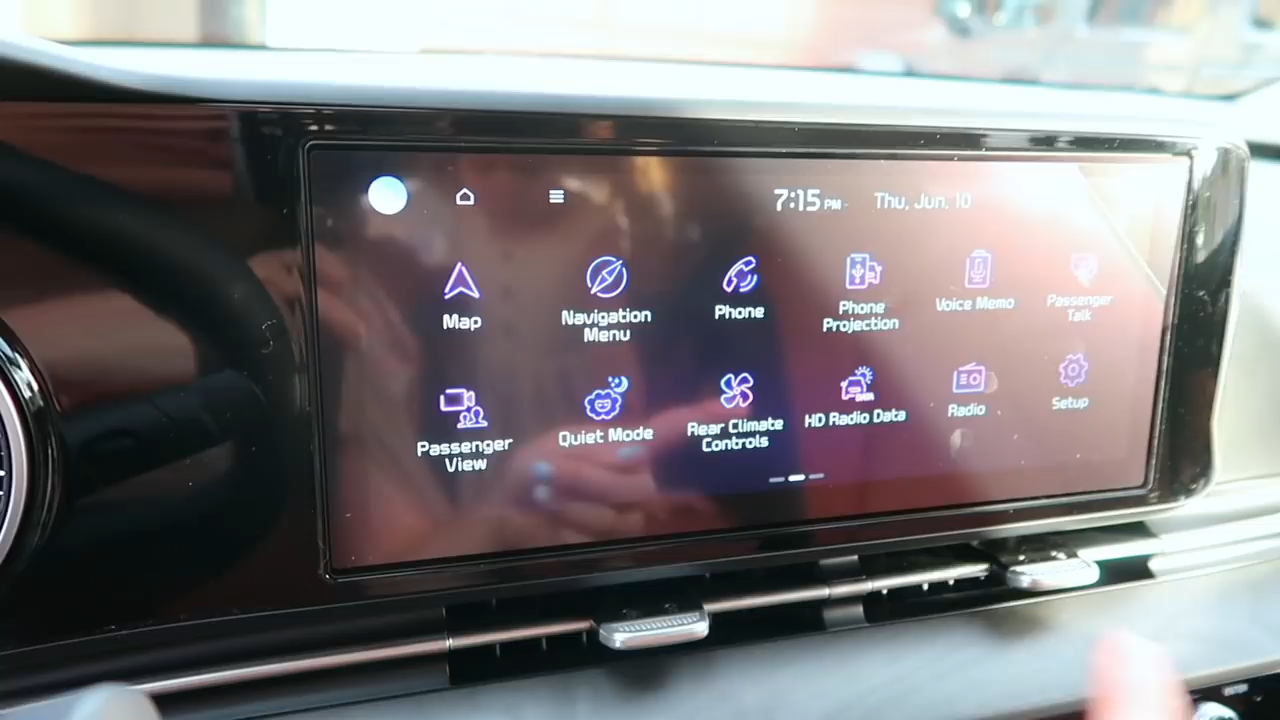 7:15 PM Thu, Jun, 10
Map
Navigation
Menu
Phone
Phone
Projection
Voice Memo
Passenger
Talk
Passenger
View
Quiet Mode
Rear Climate
Controls
DATA
HD Radio Data
Radio
Setup